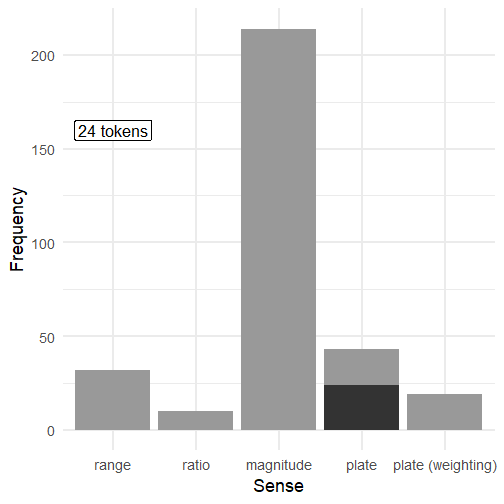 Frequency
200
150
100
50
0
24 tokens
range ratio magnitude plate plate (weighting)
Sense